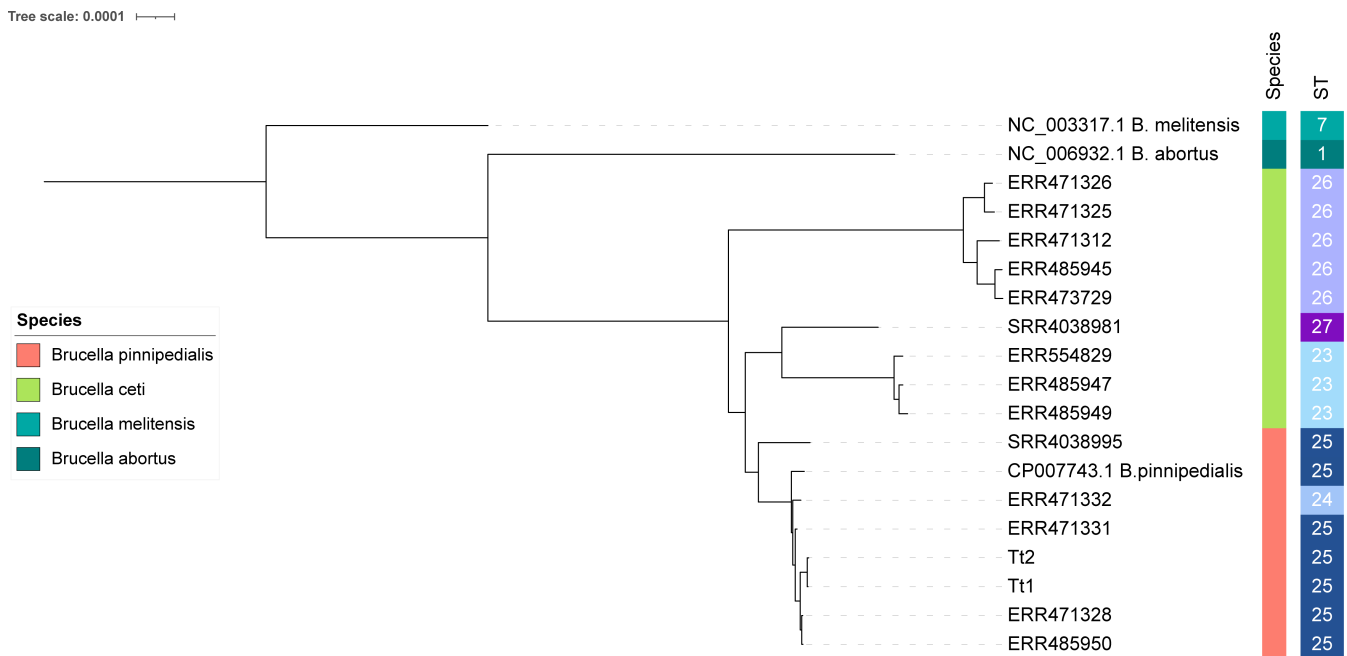 Tree scale: 0.0001
Species
ST
NC_003317.1 B. melitensis 7
NC_006932.1 B. abortus 1
ERR471326 26
ERR471325 26
ERR471312 26
ERR485945 26
ERR473729 26
SRR4038981 27
ERR554829 23
ERR485947 23
ERR485949 23
SRR4038995 25
CP007743.1 B.pinnipedialis 25
ERR471332 24
ERR471331 25
Tt2 25
Tt1 25
ERR471328 25
ERR485950 25
Species
Brucella pinnipedialis
Brucella ceti
Brucella melitensis
Brucella abortus